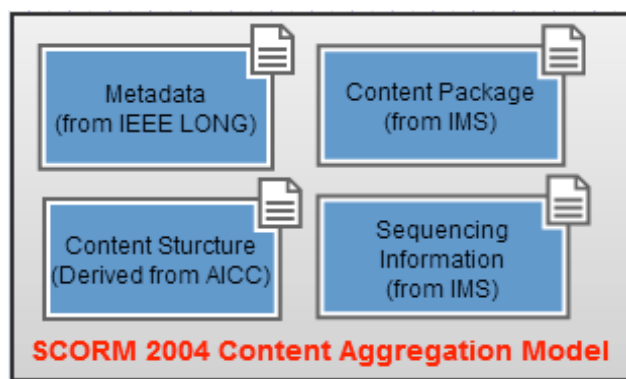 Metadata
(from IEEE LONG)
Content Package
(from IMS)
Content Sturcture
(Derived from AICC)
Sequencing
Information
(from IMS)
SCORM 2004 Content Aggregation Model